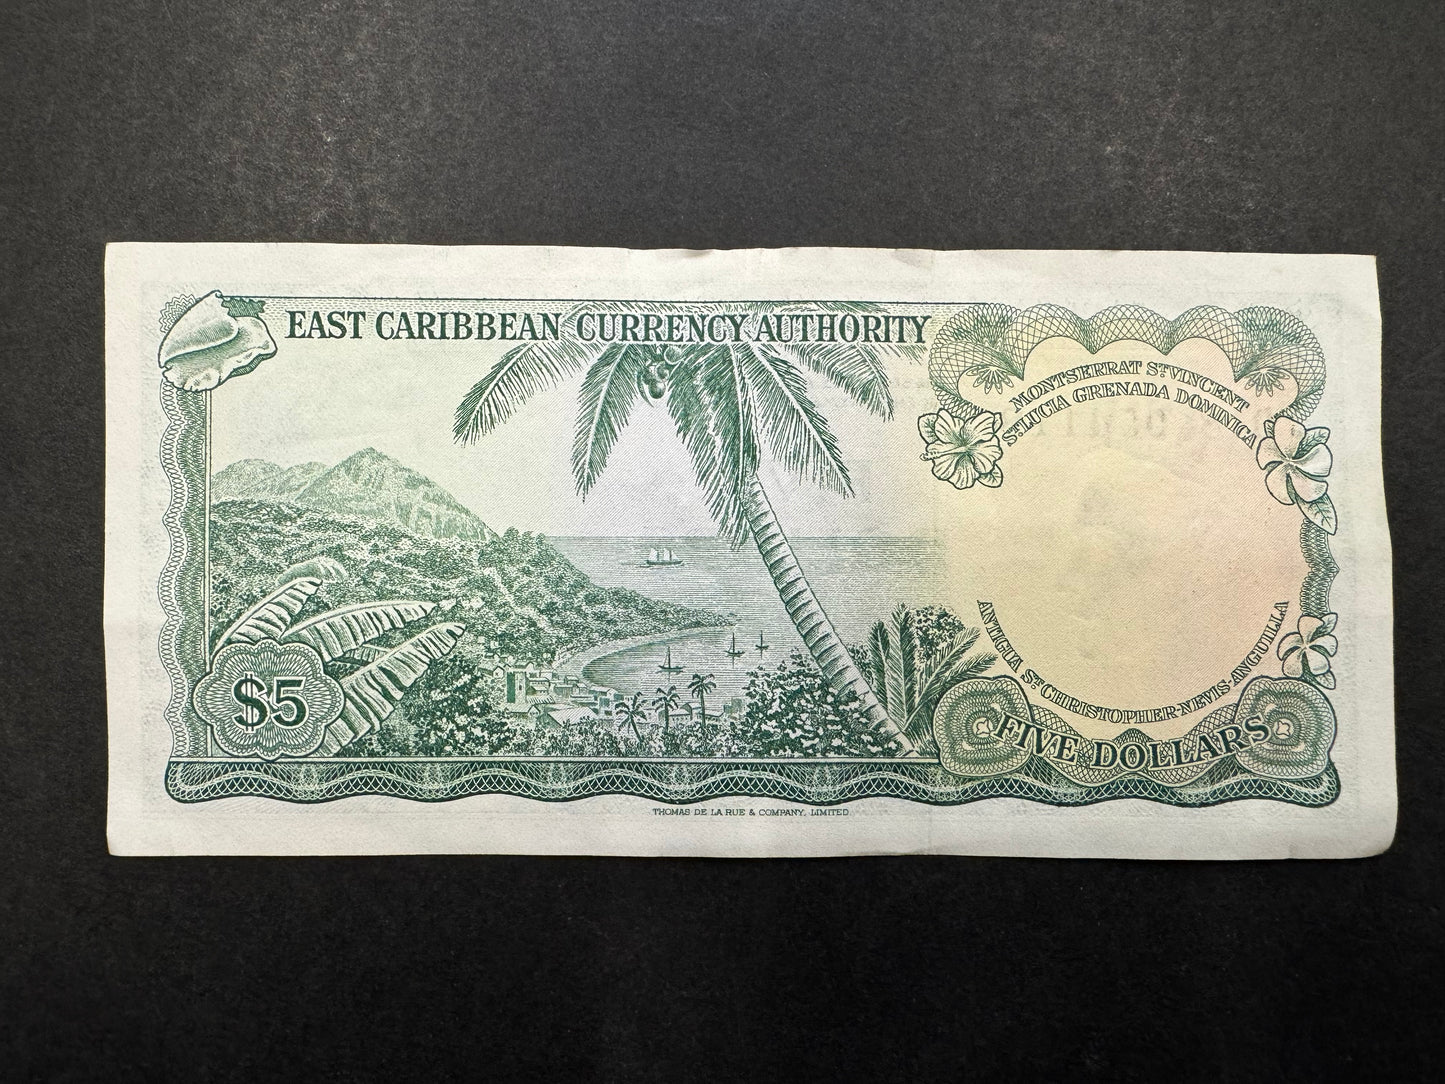 EAST CARIBBEAN CURRENCY AUTHORITY
MONTSERRAT ST VINCENT
ST LUCIA GRENADA DOMINICA
ANTIGUA ST CHRISTOPHER-NEVIS-ANGUILLA
$5
FIVE DOLLARS
THOMAS DE LA RUE & COMPANY, LIMITED.